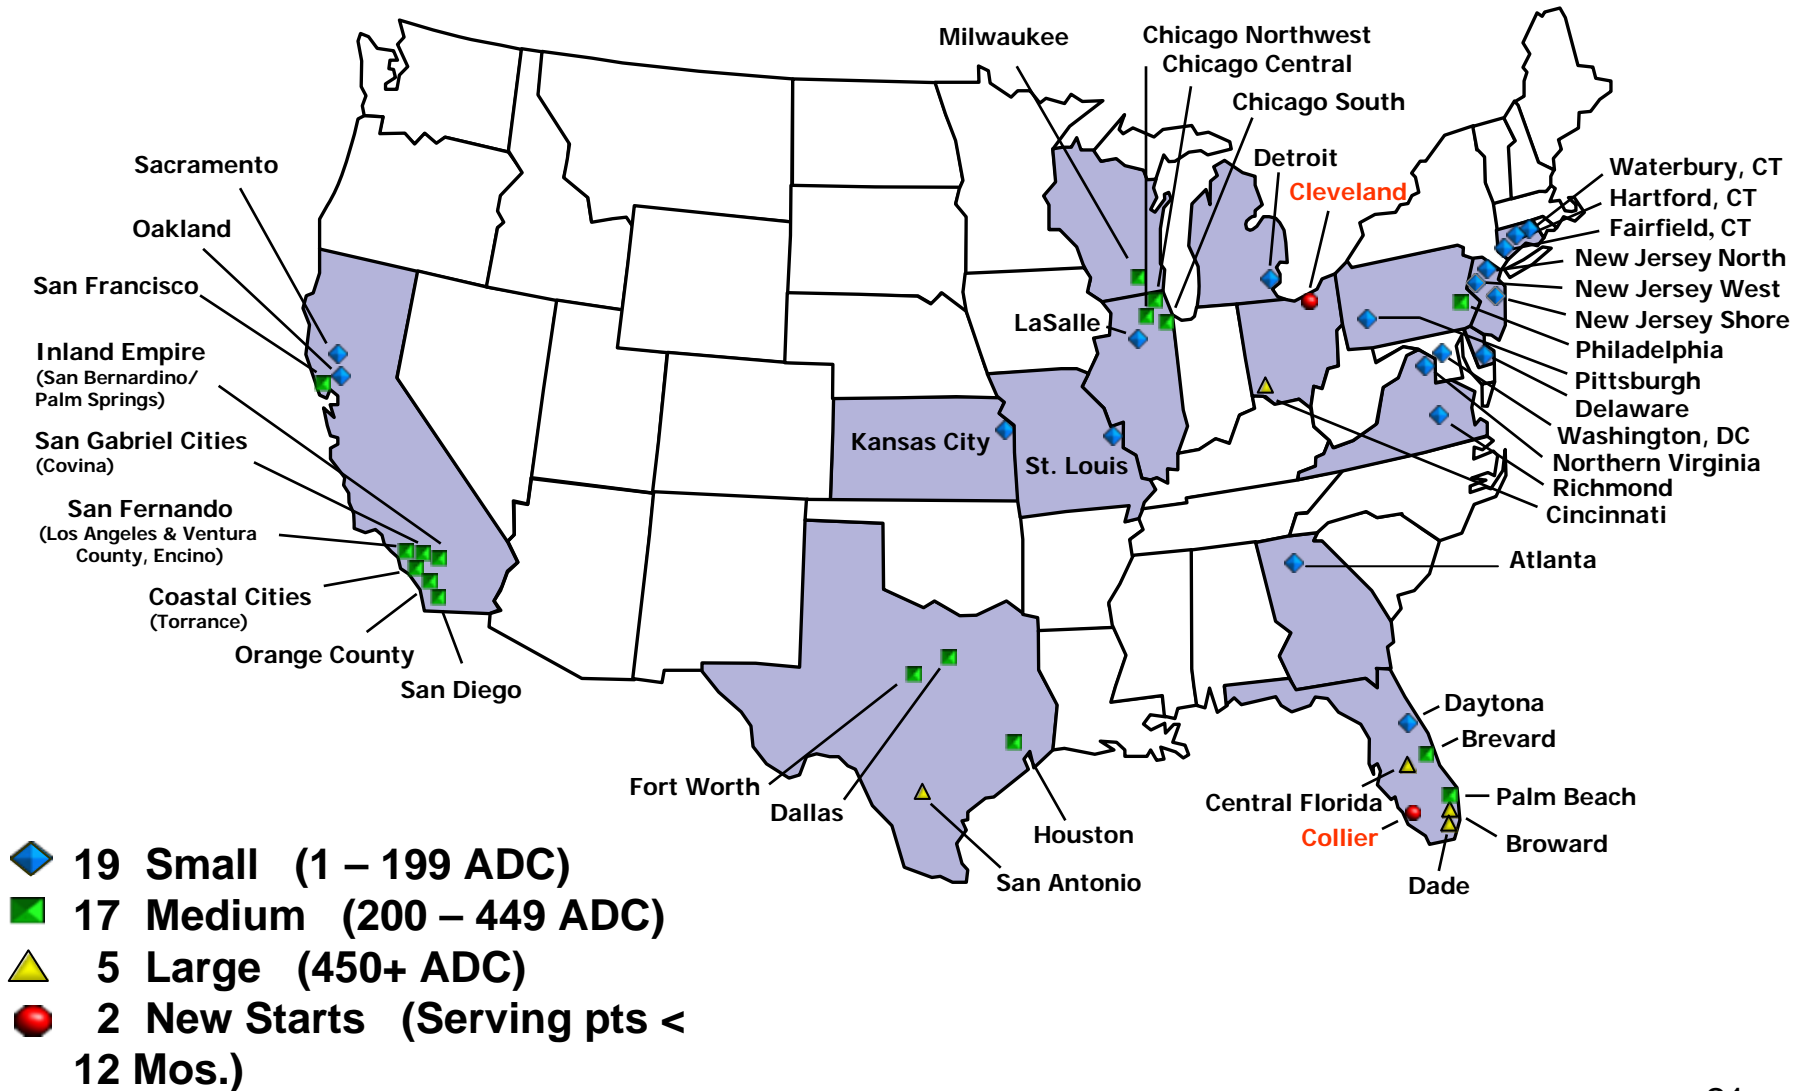 Milwaukee
Chicago Northwest
Chicago Central
Chicago South
Detroit
Cleveland
Sacramento
Oakland
San Francisco
Inland Empire
(San Bernardino/
Palm Springs)
San Gabriel Cities
(Covina)
San Fernando
(Los Angeles & Ventura
County, Encino)
Coastal Cities
(Torrance)
Orange County
San Diego
LaSalle
Kansas City
St. Louis
Waterbury, CT
Hartford, CT
Fairfield, CT
New Jersey North
New Jersey West
New Jersey Shore
Philadelphia
Pittsburgh
Delaware
Washington, DC
Northern Virginia
Richmond
Cincinnati
Atlanta
Daytona
Brevard
Central Florida
Palm Beach
Collier
Broward
Dade
Fort Worth
Dallas
Houston
San Antonio
19 Small (1 – 199 ADC)
17 Medium (200 – 449 ADC)
5 Large (450+ ADC)
2 New Starts (Serving pts <
12 Mos.)